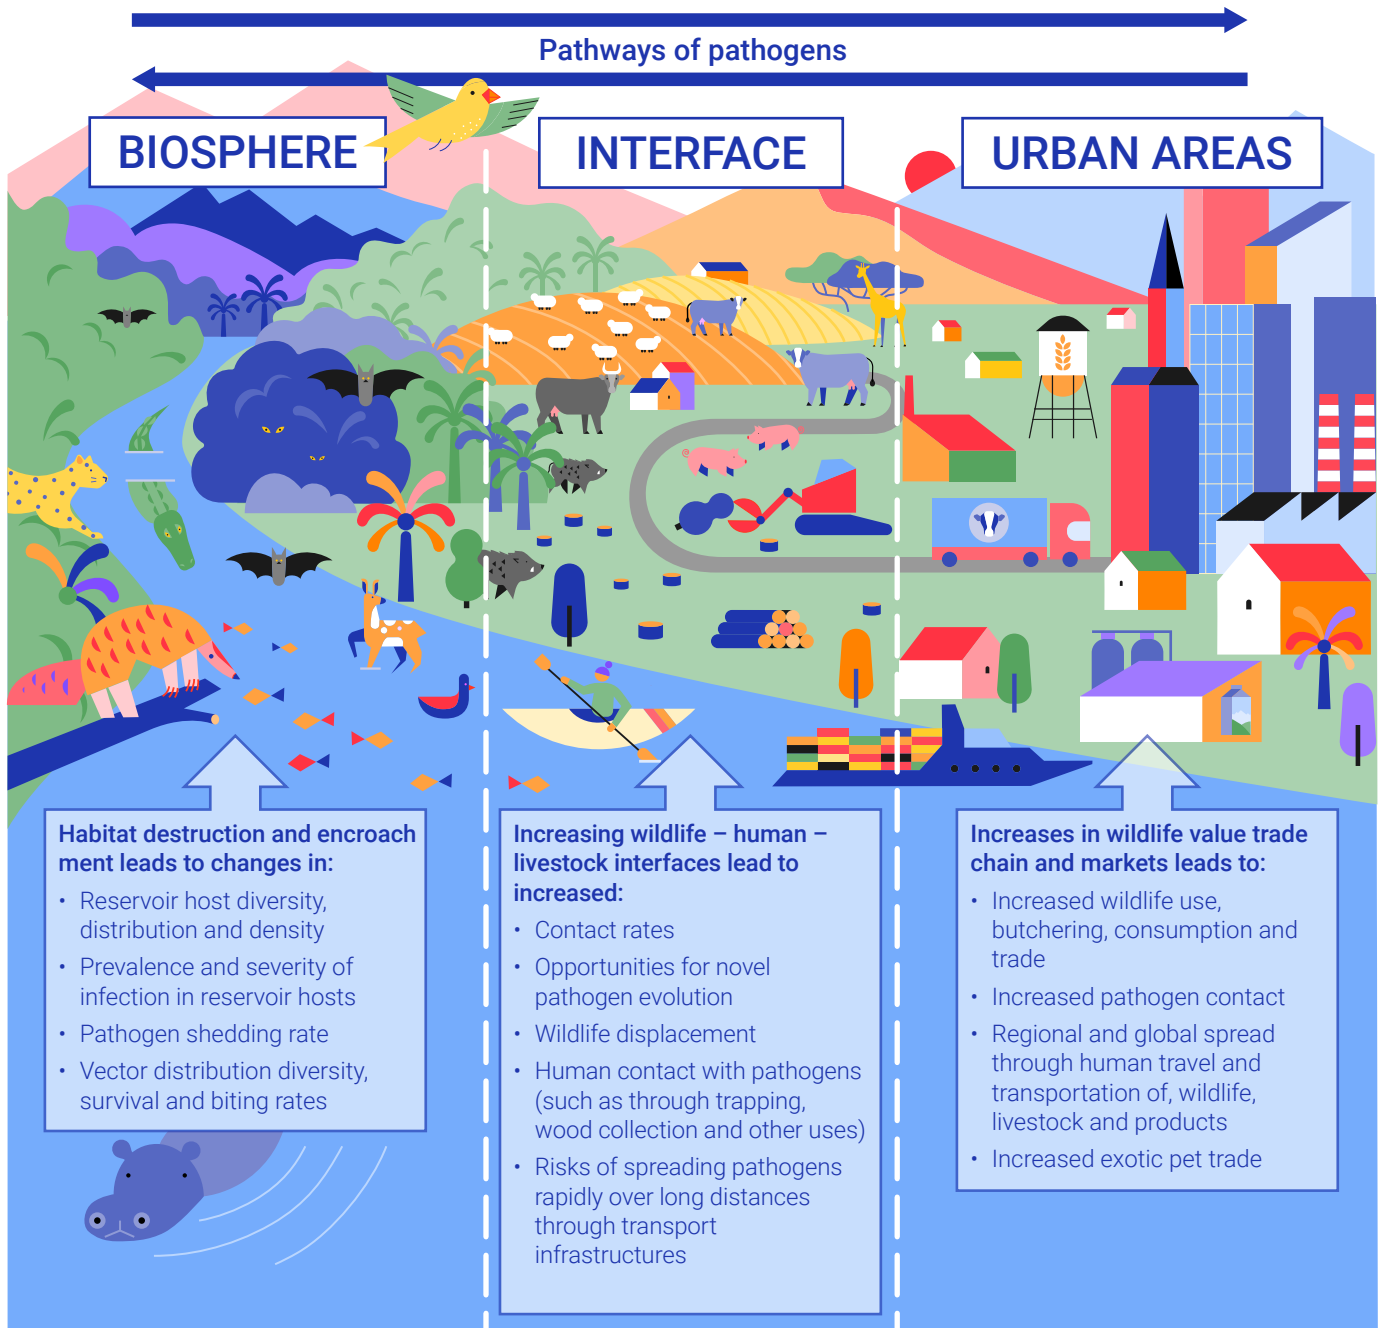 Pathways of pathogens
BIOSPHERE
INTERFACE
URBAN AREAS
Habitat destruction and encroach
ment leads to changes in:
• Reservoir host diversity,
distribution and density
• Prevalence and severity of
infection in reservoir hosts
• Pathogen shedding rate
• Vector distribution diversity,
survival and biting rates
Increasing wildlife – human –
livestock interfaces lead to
increased:
• Contact rates
• Opportunities for novel
pathogen evolution
• Wildlife displacement
• Human contact with pathogens
(such as through trapping,
wood collection and other uses)
• Risks of spreading pathogens
rapidly over long distances
through transport
infrastructures
Increases in wildlife value trade
chain and markets leads to:
• Increased wildlife use,
butchering, consumption and
trade
• Increased pathogen contact
• Regional and global spread
through human travel and
transportation of, wildlife,
livestock and products
• Increased exotic pet trade